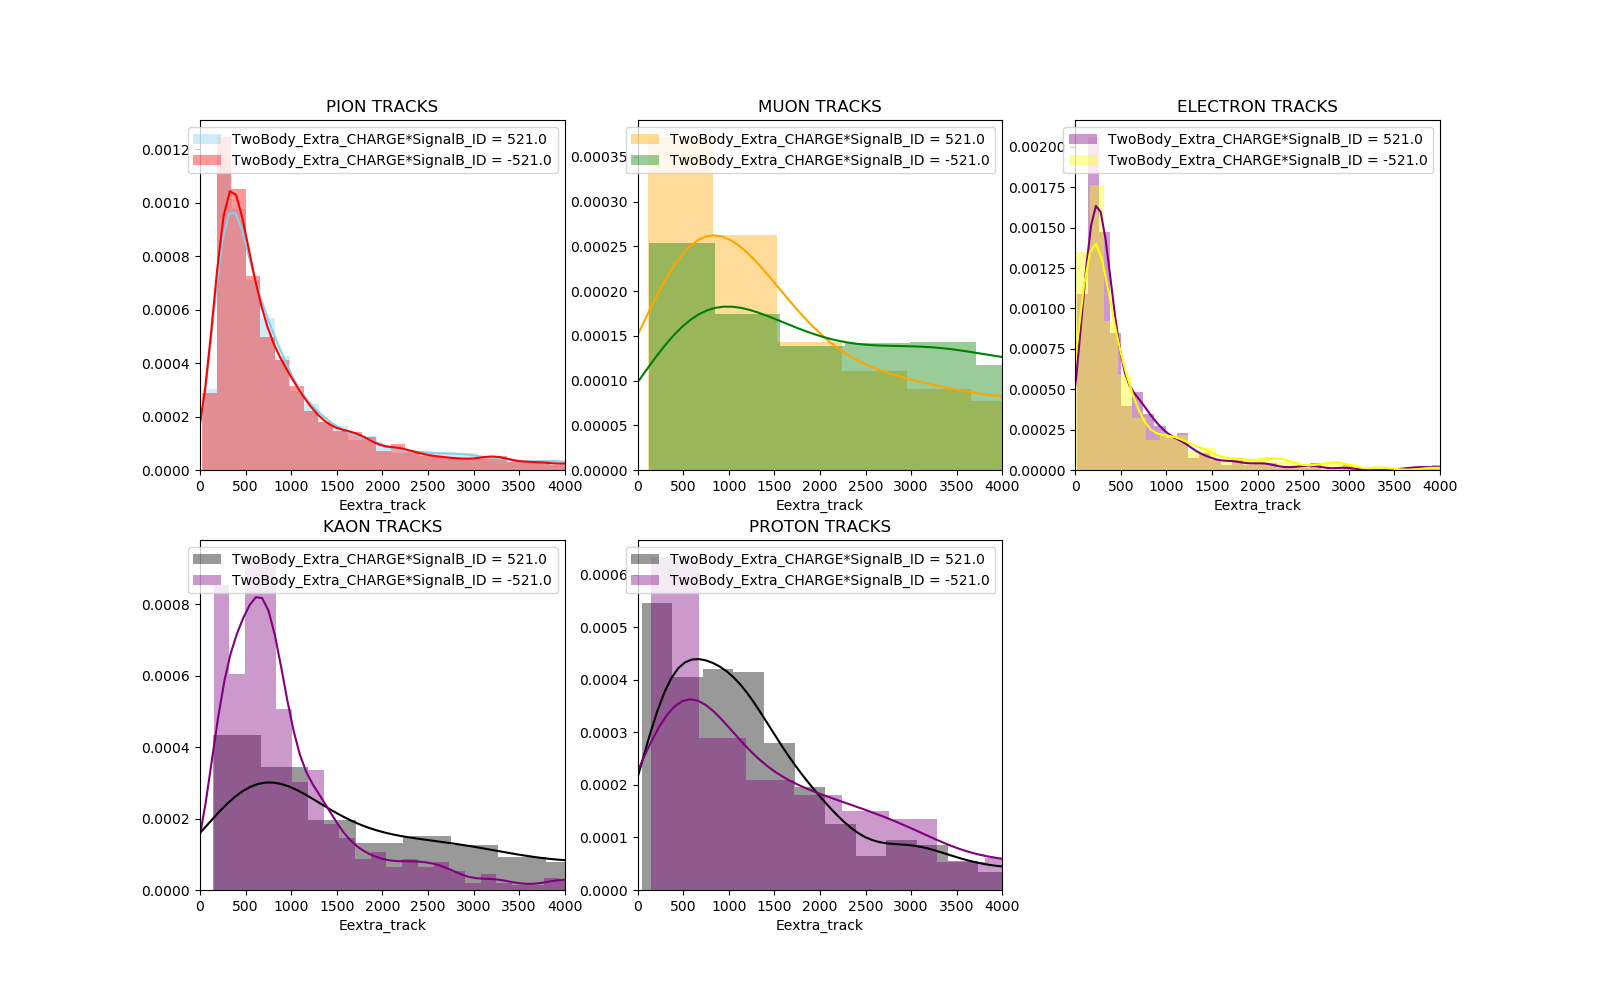 PION TRACKS
TwoBody_Extra_CHARGE*SignalB_ID = 521.0
TwoBody_Extra_CHARGE*SignalB_ID = -521.0
0.0012
0.0010
0.0008
0.0006
0.0004
0.0002
0.0000
0 500 1000 1500 2000 2500 3000 3500 4000
Eextra_track
MUON TRACKS
TwoBody_Extra_CHARGE*SignalB_ID = 521.0
TwoBody_Extra_CHARGE*SignalB_ID = -521.0
0.00035
0.00030
0.00025
0.00020
0.00015
0.00010
0.00005
0.00000
0 500 1000 1500 2000 2500 3000 3500 4000
Eextra_track
ELECTRON TRACKS
TwoBody_Extra_CHARGE*SignalB_ID = 521.0
TwoBody_Extra_CHARGE*SignalB_ID = -521.0
0.00200
0.00175
0.00150
0.00125
0.00100
0.00075
0.00050
0.00025
0.00000
0 500 1000 1500 2000 2500 3000 3500 4000
Eextra_track
KAON TRACKS
TwoBody_Extra_CHARGE*SignalB_ID = 521.0
TwoBody_Extra_CHARGE*SignalB_ID = -521.0
0.0008
0.0006
0.0004
0.0002
0.0000
0 500 1000 1500 2000 2500 3000 3500 4000
Eextra_track
PROTON TRACKS
TwoBody_Extra_CHARGE*SignalB_ID = 521.0
TwoBody_Extra_CHARGE*SignalB_ID = -521.0
0.0006
0.0005
0.0004
0.0003
0.0002
0.0001
0.0000
0 500 1000 1500 2000 2500 3000 3500 4000
Eextra_track